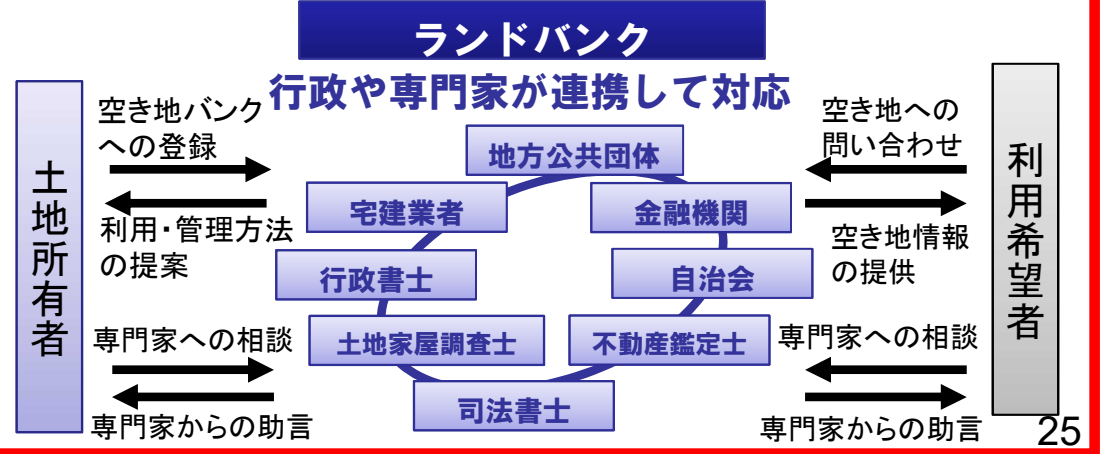 ランドバンク
行政や専門家が連携して対応
土地所有者
空き地バンク
への登録
利用・管理方法
の提案
専門家への相談
専門家からの助言
地方公共団体
宅建業者
金融機関
行政書士
自治会
土地家屋調査士
不動産鑑定士
司法書士
空き地への
問い合わせ
空き地情報
の提供
専門家への相談
専門家からの助言
利用希望者
25